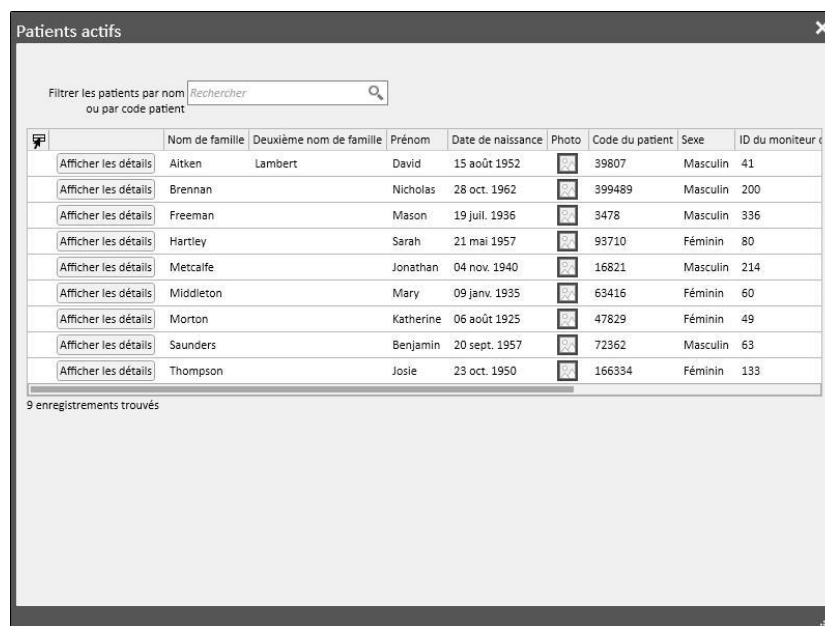 Patients actifs
Filtrer les patients par nom Rechercher
ou par code patient
Nom de famille Deuxième nom de famille Prénom Date de naissance Photo Code du patient Sexe ID du moniteur
Afficher les détails Aitken Lambert David 15 août 1952 39807 Masculin 41
Afficher les détails Brennan Nicholas 28 oct. 1962 399489 Masculin 200
Afficher les détails Freeman Mason 19 juil. 1936 3478 Masculin 336
Afficher les détails Hartley Sarah 21 mai 1957 93710 Féminin 80
Afficher les détails Metcalfe Jonathan 04 nov. 1940 16821 Masculin 214
Afficher les détails Middleton Mary 09 janv. 1935 63416 Féminin 60
Afficher les détails Morton Katherine 06 août 1925 47829 Féminin 49
Afficher les détails Saunders Benjamin 20 sept. 1957 72362 Masculin 63
Afficher les détails Thompson Josie 23 oct. 1950 166334 Féminin 133
9 enregistrements trouvés